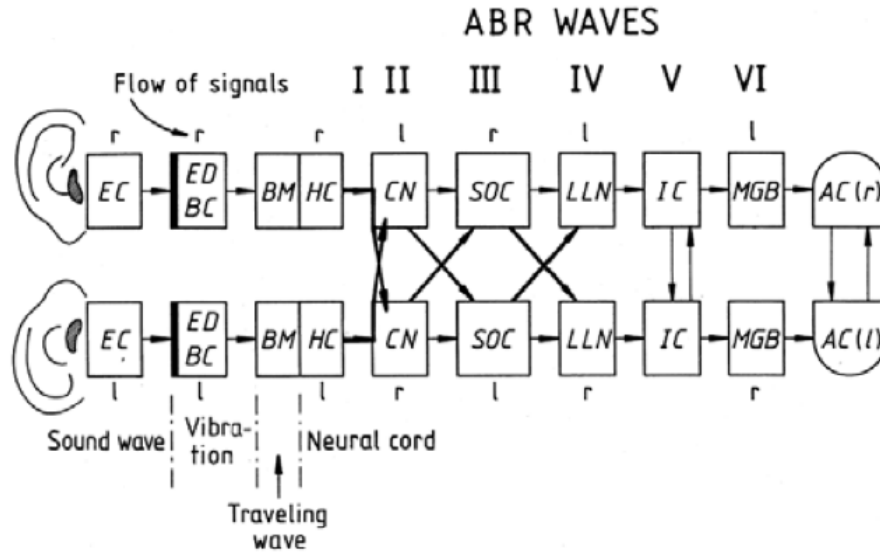 ABR WAVES
I II III IV V VI
Flow of signals
r r r l r l l
EC ED BC BM HC CN SOC LLN IC MGB AC(r)
EC ED BC BM HC CN SOC LLN IC MGB AC(l)
l l l r l r r
Sound wave
Vibra-
tion
Neural cord
Traveling
wave